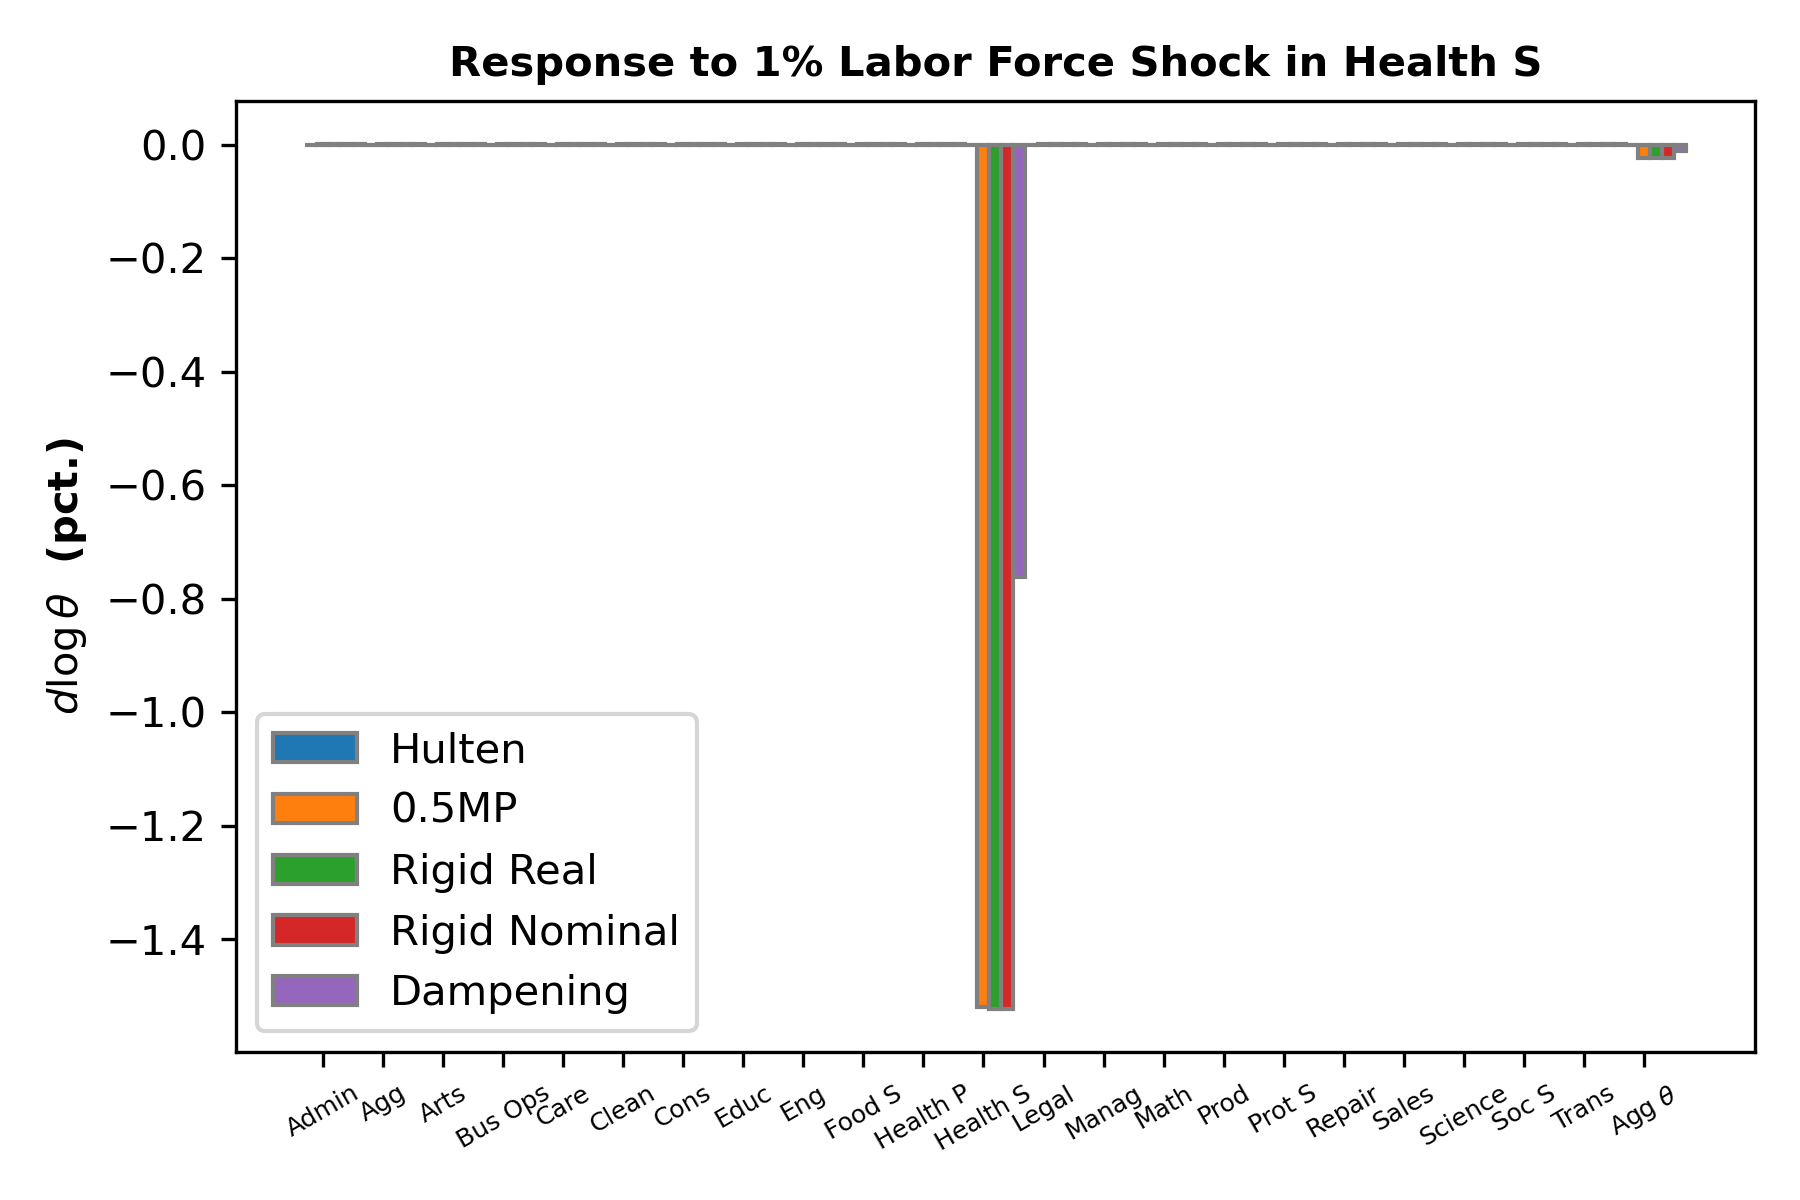 Response to 1% Labor Force Shock in Health S
0.0
−0.2
−0.4
−0.6
−0.8
−1.0
−1.2
−1.4
d log θ (pct.)
Hulten
0.5MP
Rigid Real
Rigid Nominal
Dampening
Admin
Agg
Arts
Bus Ops
Care
Clean
Cons
Educ
Eng
Food S
Health P
Health S
Legal
Manag
Math
Prod
Prot S
Repair
Sales
Science
Soc S
Trans
Agg θ